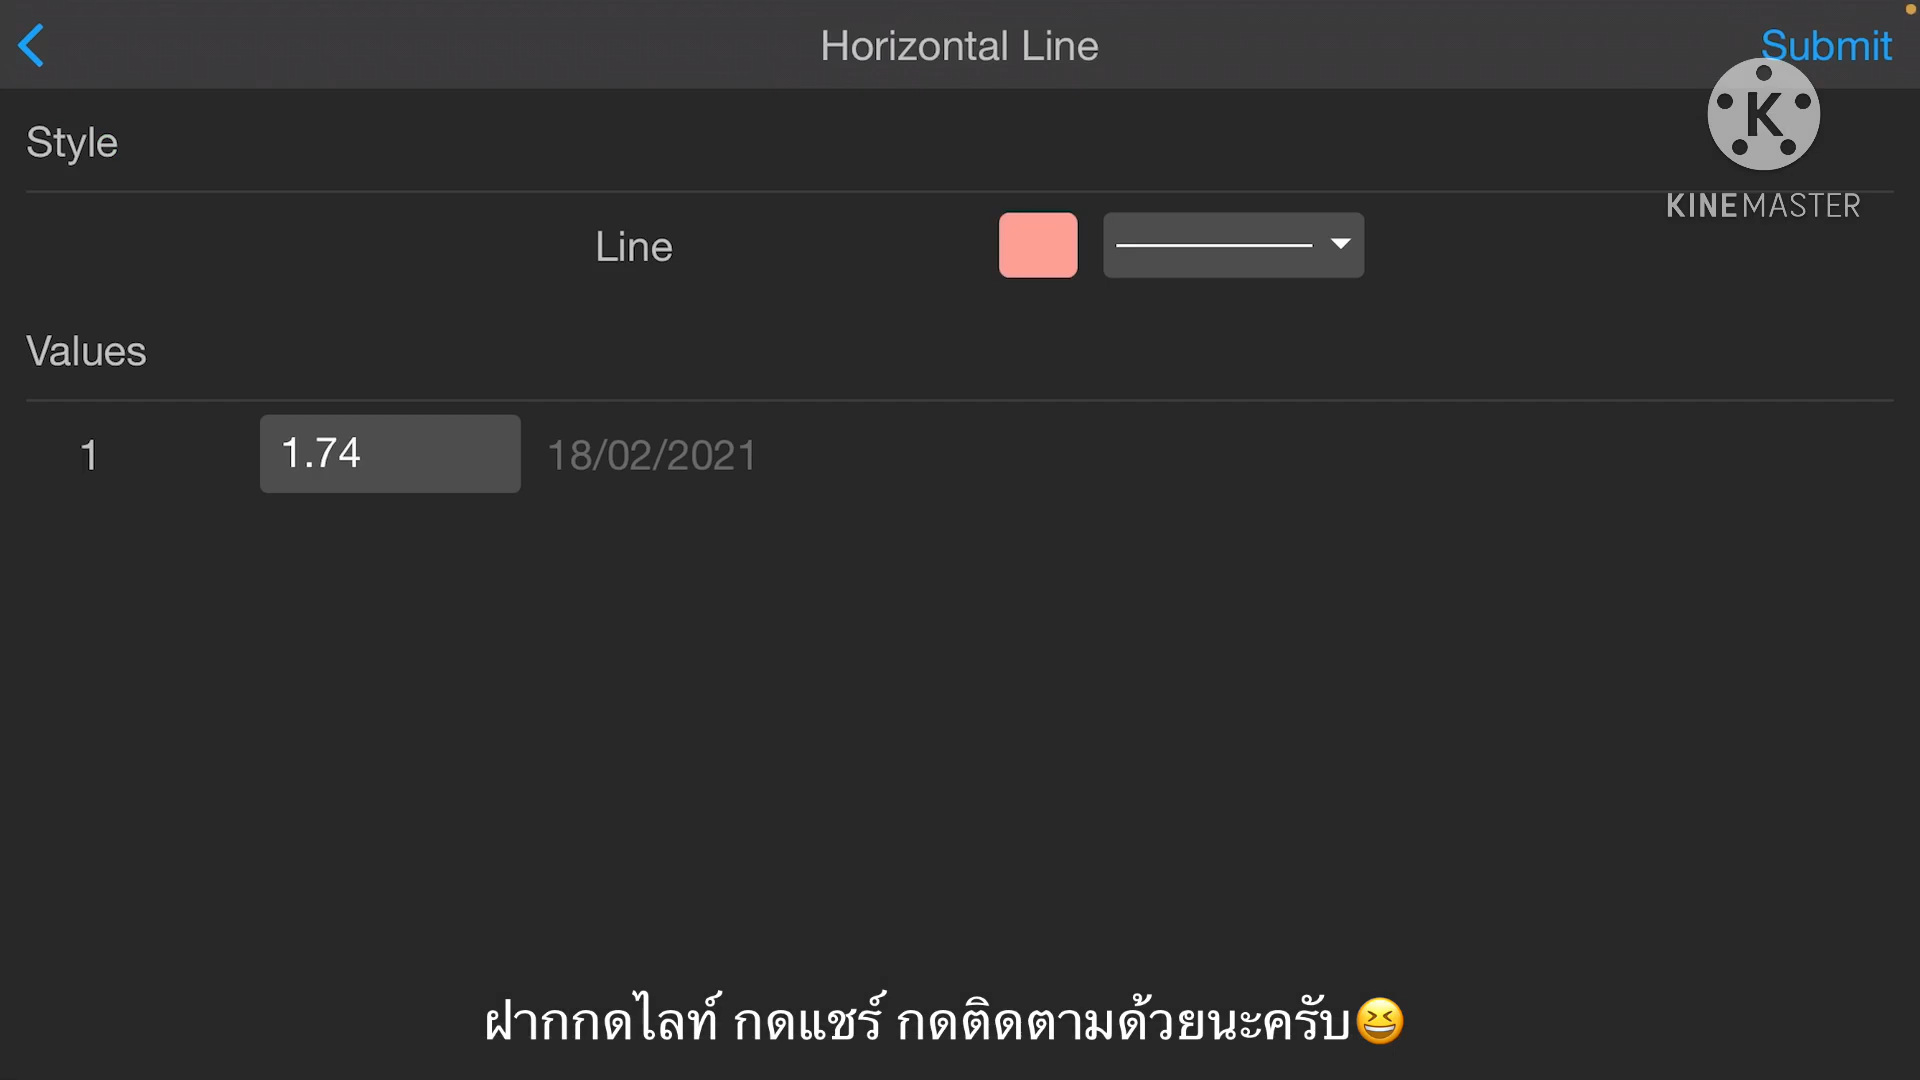 Horizontal Line
Submit
K
KINEMASTER
Style
Line
Values
1
1.74
18/02/2021
ฝากกดไลท์ กดแชร์ กดติดตามด้วยนะครับ😆